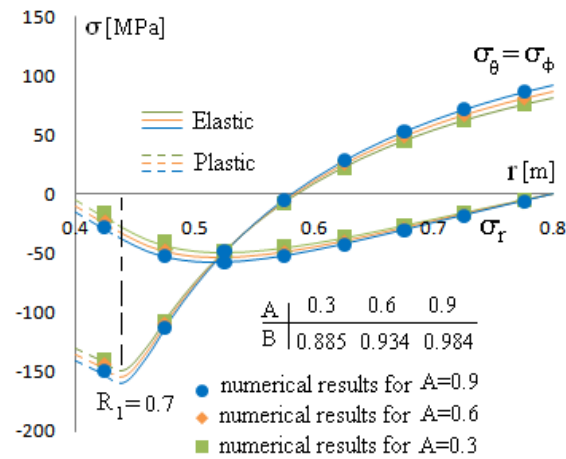 150
σ [MPa]
100
σθ = σϕ
50
Elastic
Plastic
r [m]
0
0.4 0.5 0.6 0.7 0.8
σr
-50
-100
A 0.3 0.6 0.9
B 0.885 0.934 0.984
-150
R1 = 0.7
numerical results for A=0.9
numerical results for A=0.6
numerical results for A=0.3
-200